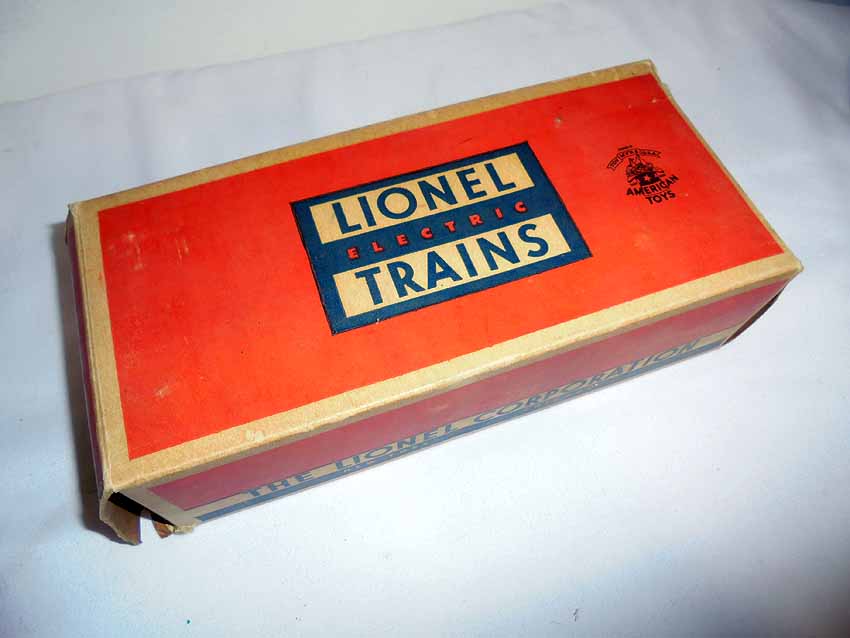 LIONEL
ELECTRIC
TRAINS
AMERICAN
TOYS
THE LIONEL CORPORATION